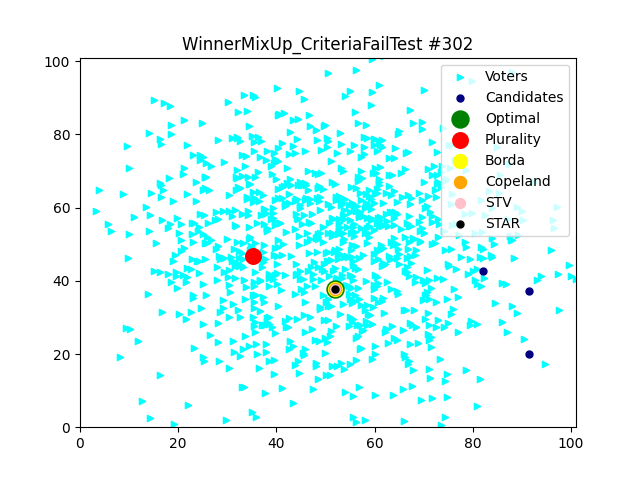 WinnerMixUp_CriteriaFailTest #302
100
80
60
40
20
0
0
20
40
60
80
100
Voters
Candidates
Optimal
Plurality
Borda
Copeland
STV
STAR